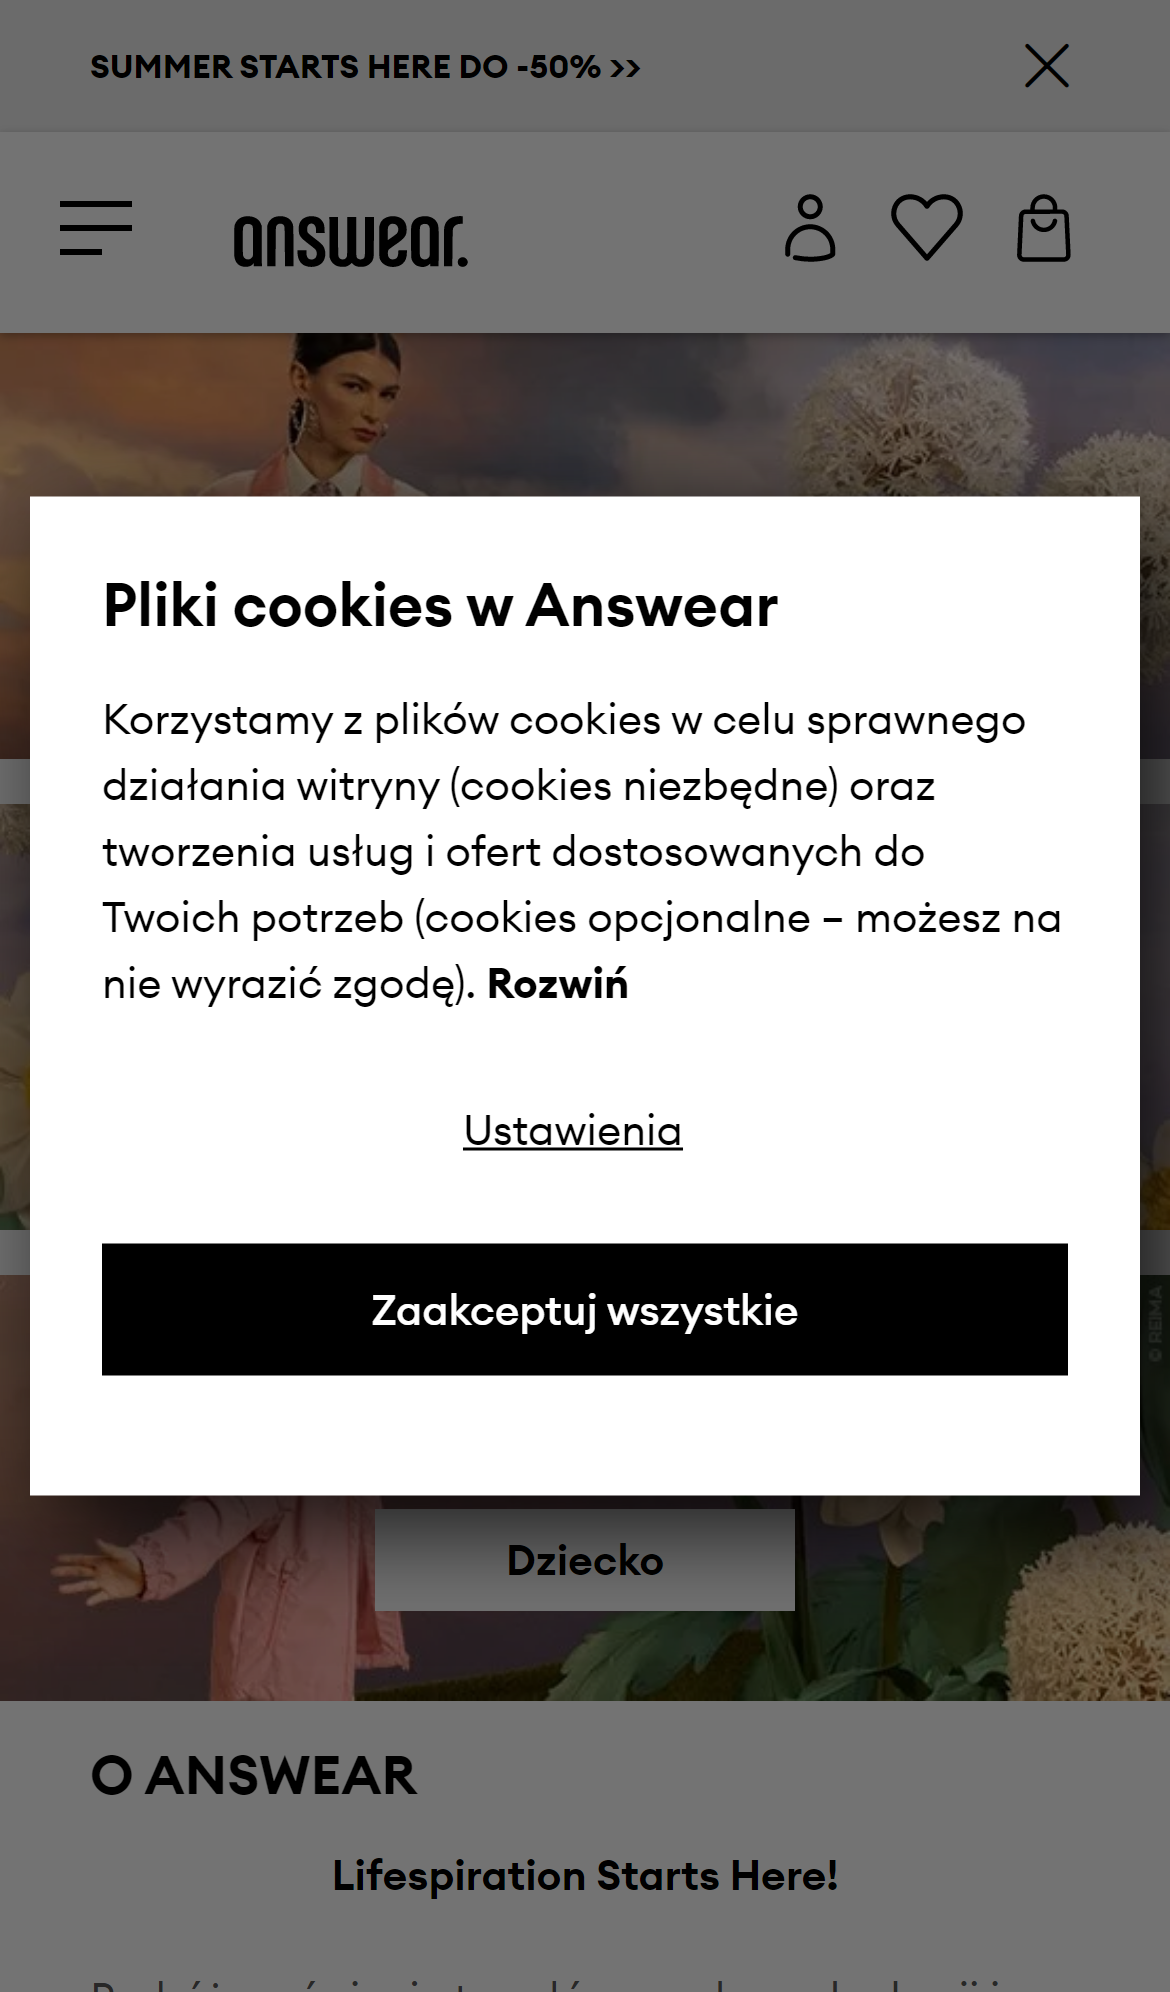 SUMMER STARTS HERE DO -50% >>
answear.
Pliki cookies w Answear
Korzystamy z plików cookies w celu sprawnego
działania witryny (cookies niezbędne) oraz
tworzenia usług i ofert dostosowanych do
Twoich potrzeb (cookies opcjonalne – możesz na
nie wyrazić zgodę). Rozwiń
Ustawienia
Zaakceptuj wszystkie
© REIMA
Dziecko
O ANSWEAR
Lifespiration Starts Here!